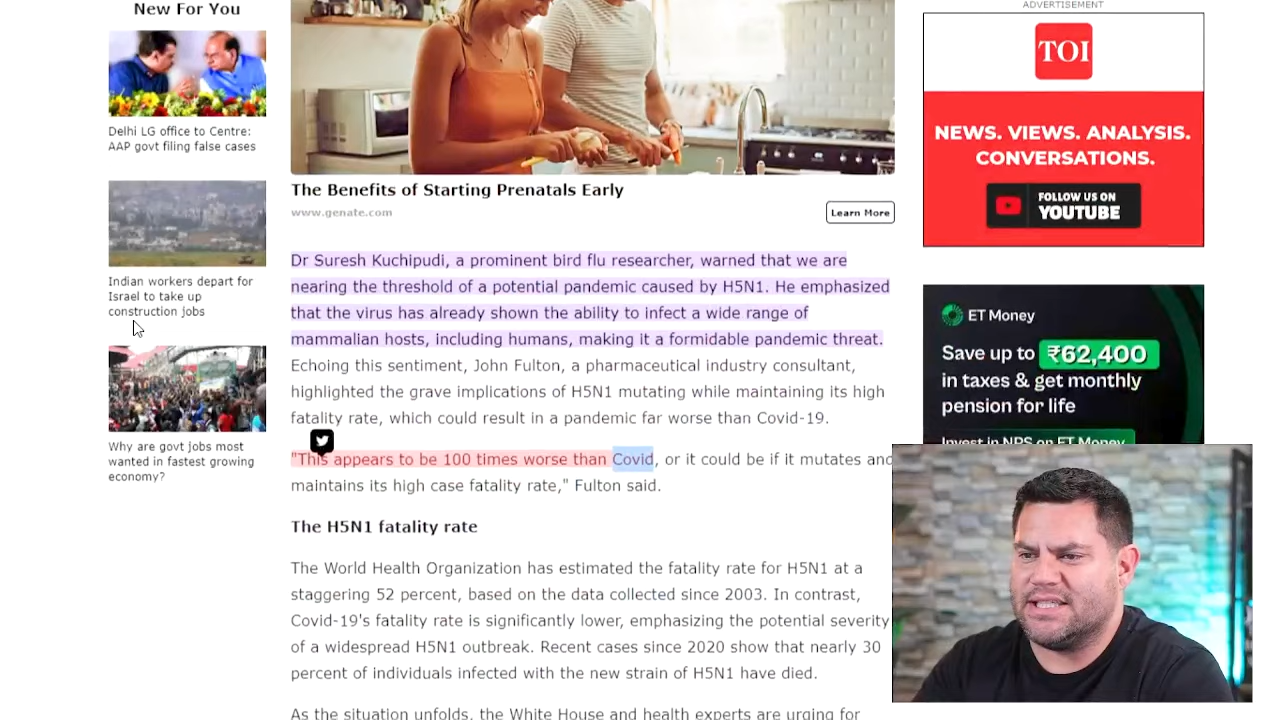 New For You
Delhi LG office to Centre:
AAP govt filing false cases
Indian workers depart for
Israel to take up
construction jobs
Why are govt jobs most
wanted in fastest growing
economy?
The Benefits of Starting Prenatals Early
www.genate.com
Learn More
Dr Suresh Kuchipudi, a prominent bird flu researcher, warned that we are
nearing the threshold of a potential pandemic caused by H5N1. He emphasized
that the virus has already shown the ability to infect a wide range of
mammalian hosts, including humans, making it a formidable pandemic threat.
Echoing this sentiment, John Fulton, a pharmaceutical industry consultant,
highlighted the grave implications of H5N1 mutating while maintaining its high
fatality rate, which could result in a pandemic far worse than Covid-19.
"This appears to be 100 times worse than Covid, or it could be if it mutates and
maintains its high case fatality rate," Fulton said.
The H5N1 fatality rate
The World Health Organization has estimated the fatality rate for H5N1 at a
staggering 52 percent, based on the data collected since 2003. In contrast,
Covid-19's fatality rate is significantly lower, emphasizing the potential severity
of a widespread H5N1 outbreak. Recent cases since 2020 show that nearly 30
percent of individuals infected with the new strain of H5N1 have died.
As the situation unfolds, the White House and health experts are urging for
ADVERTISEMENT
TOI
NEWS. VIEWS. ANALYSIS.
CONVERSATIONS.
FOLLOW US ON
YOUTUBE
ET Money
Save up to ₹62,400
in taxes & get monthly
pension for life
Invest in NPS on ET Money